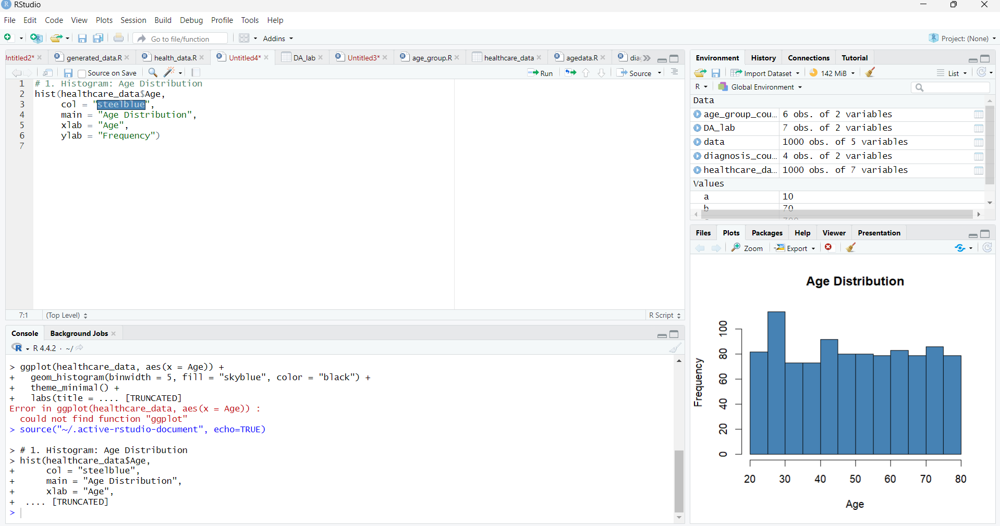 RStudio
File Edit Code View Plots Session Build Debug Profile Tools Help
Go to file/function Addins Project: (None)
Untitled2* generated_data.R health_data.R Untitled4* DA_lab Untitled3* age_group.R healthcare_data agedata.R diag
Source on Save Run Source
1 # 1. Histogram: Age Distribution
2 hist(healthcare_data$Age,
3 col = "steelblue",
4 main = "Age Distribution",
5 xlab = "Age",
6 ylab = "Frequency")
7
7:1 (Top Level) R Script
Console Background Jobs
R R 4.4.2 · ~/
> ggplot(healthcare_data, aes(x = Age)) +
+ geom_histogram(binwidth = 5, fill = "skyblue", color = "black") +
+ theme_minimal() +
+ labs(title = .... [TRUNCATED]
Error in ggplot(healthcare_data, aes(x = Age)) :
could not find function "ggplot"
> source("~/.active-rstudio-document", echo=TRUE)
> # 1. Histogram: Age Distribution
> hist(healthcare_data$Age,
+ col = "steelblue",
+ main = "Age Distribution",
+ xlab = "Age",
+ .... [TRUNCATED]
>
Environment History Connections Tutorial
Import Dataset 142 MiB List
R Global Environment
Data
age_group_cou… 6 obs. of 2 variables
DA_lab 7 obs. of 2 variables
data 1000 obs. of 5 variables
diagnosis_cou… 4 obs. of 2 variables
healthcare_da… 1000 obs. of 7 variables
Values
a 10
b 70
Files Plots Packages Help Viewer Presentation
Zoom Export
Age Distribution
Frequency
100
80
60
40
20
0
20 30 40 50 60 70 80
Age